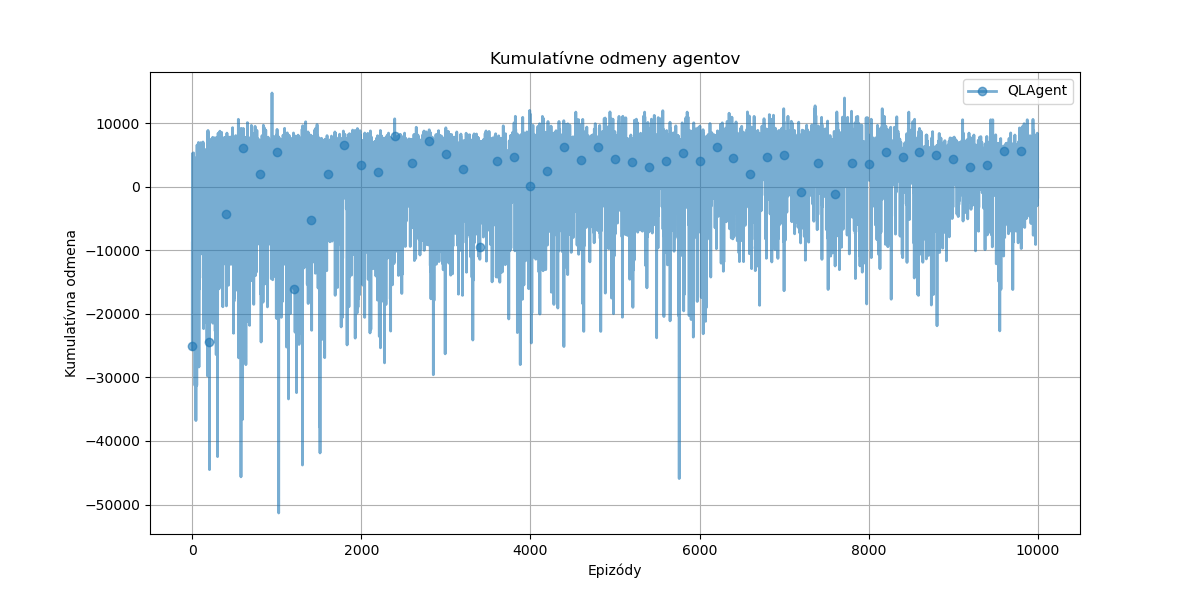 Kumulatívne odmeny agentov
QLAgent
10000
0
−10000
−20000
−30000
−40000
−50000
Kumulatívna odmena
0 2000 4000 6000 8000 10000
Epizódy